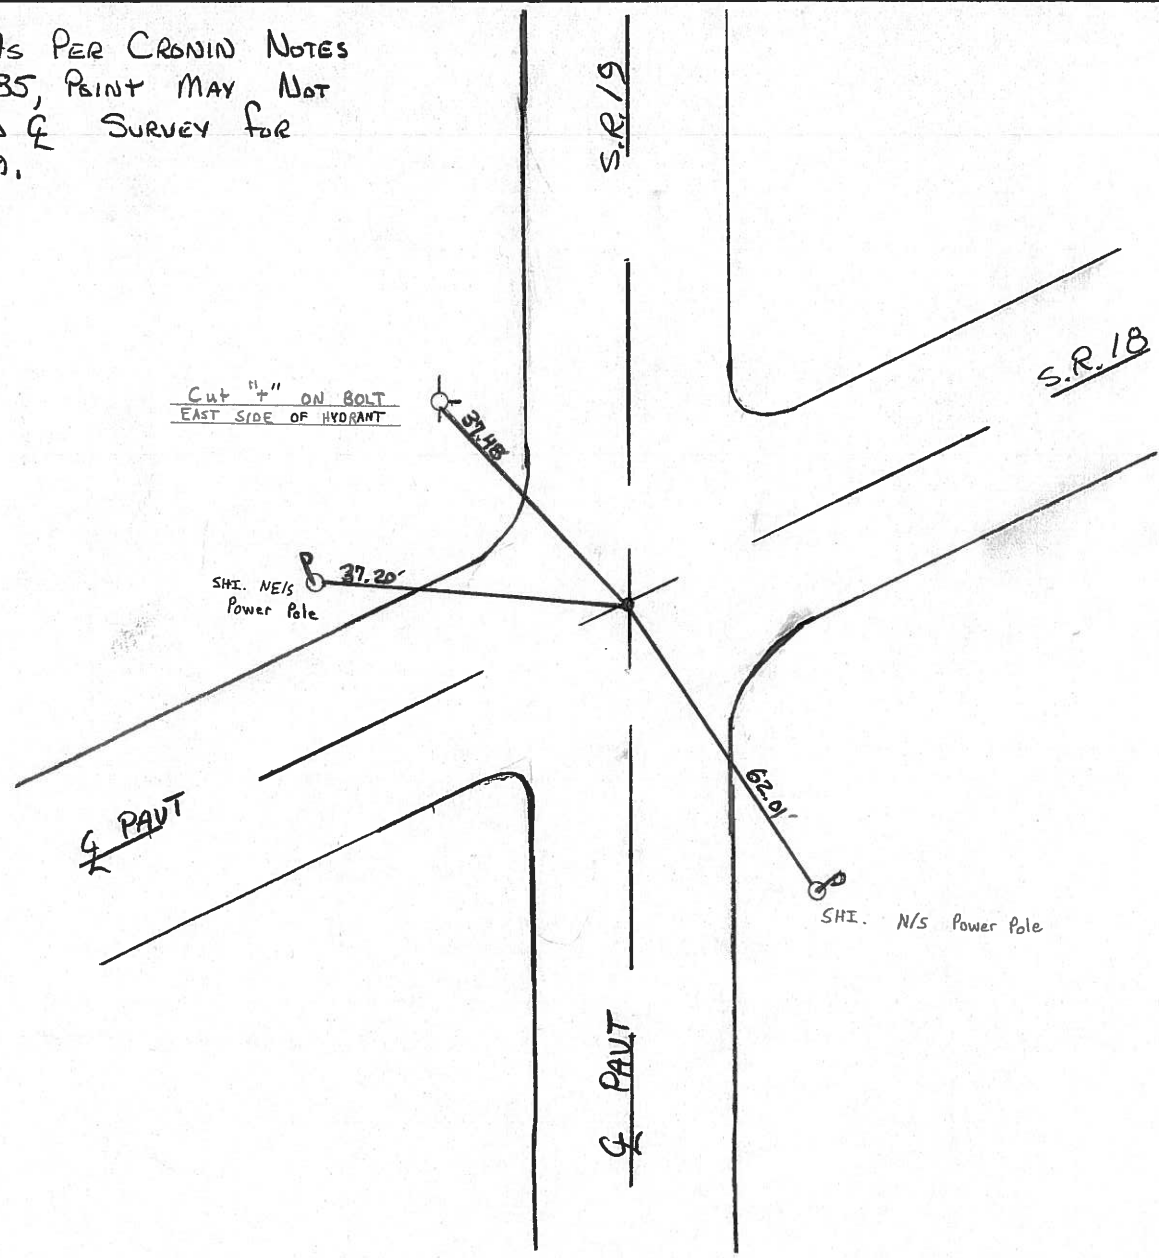 As PER CRONIN NOTES
35, POINT MAY NOT
℄ SURVEY FOR
S.R. 19
S.R. 18
Cut "+" ON BOLT
EAST SIDE OF HYDRANT
37.48'
37.20'
SHI. NE/S
Power Pole
62.01'
SHI. N/S Power Pole
℄ PAVT
℄ PAVT